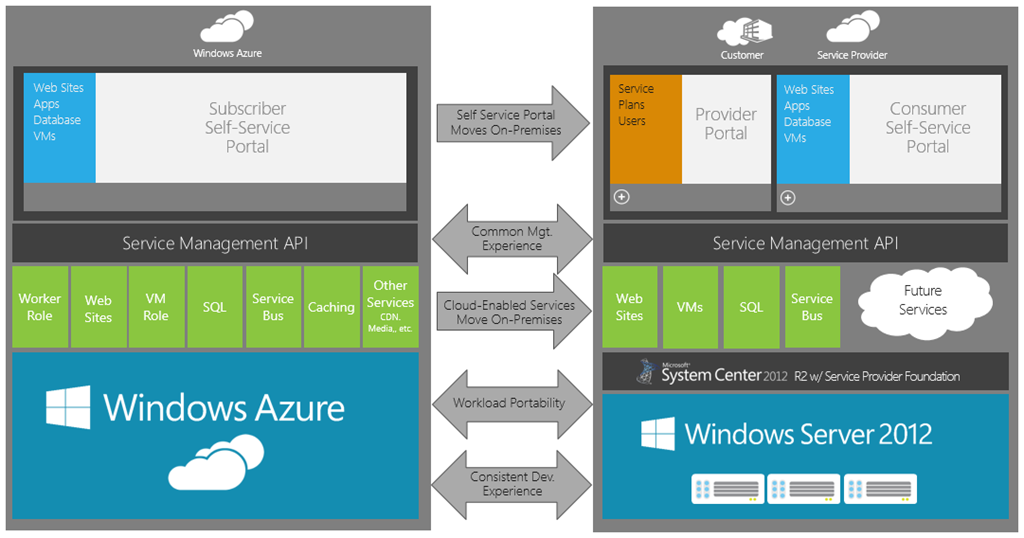 Windows Azure
Web Sites
Apps
Database
VMs
Subscriber
Self-Service
Portal
Service Management API
Worker
Role
Web
Sites
VM
Role
SQL
Service
Bus
Caching
Other
Services
CDN.
Media,, etc.
Windows Azure
Self Service Portal
Moves On-Premises
Common Mgt.
Experience
Cloud-Enabled Services
Move On-Premises
Workload Portability
Consistent Dev.
Experience
Customer
Service Provider
Service
Plans
Users
Provider
Portal
Web Sites
Apps
Database
VMs
Consumer
Self-Service
Portal
Service Management API
Web
Sites
VMs
SQL
Service
Bus
Future
Services
Microsoft
System Center 2012 R2 w/ Service Provider Foundation
Windows Server 2012